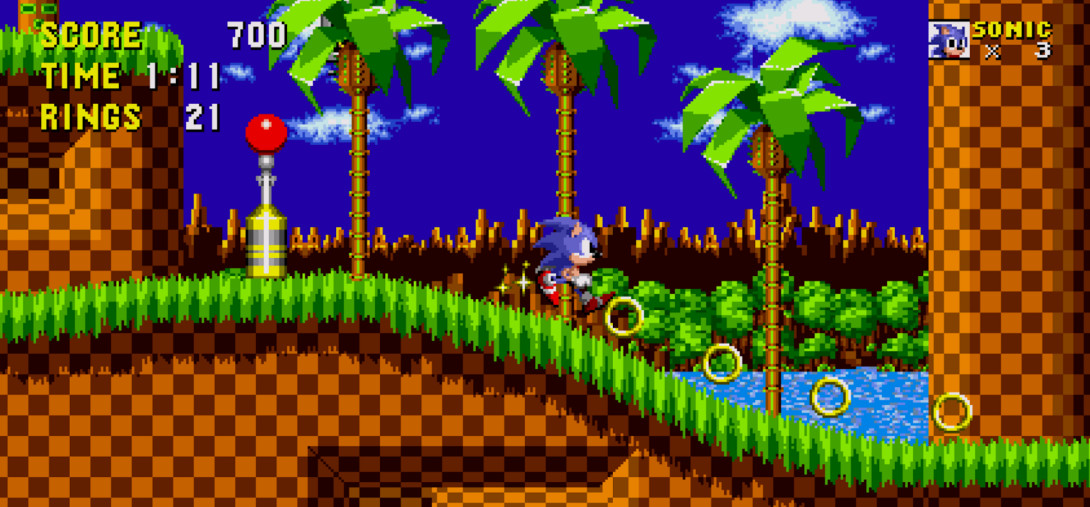 SCORE 700
TIME 1:11
RINGS 21
SONIC
× 3